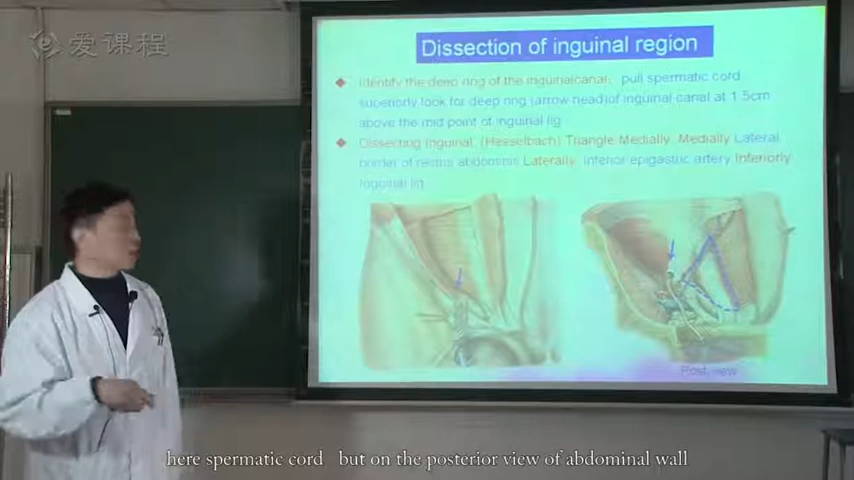 爱课程
Dissection of inguinal region
Identify the deep ring of the inguinalcanal: pull spermatic cord
superiorly look for deep ring (arrow head)of inguinal canal at 1.5cm
above the mid point of inguinal lig
Dissecting Inguinal (Hesselbach) Triangle Medially Medially Lateral
border of rectus abdominis Laterally inferior epigastric artery Inferiorly
Inguinal lig
Post. view
here spermatic cord but on the posterior view of abdominal wall